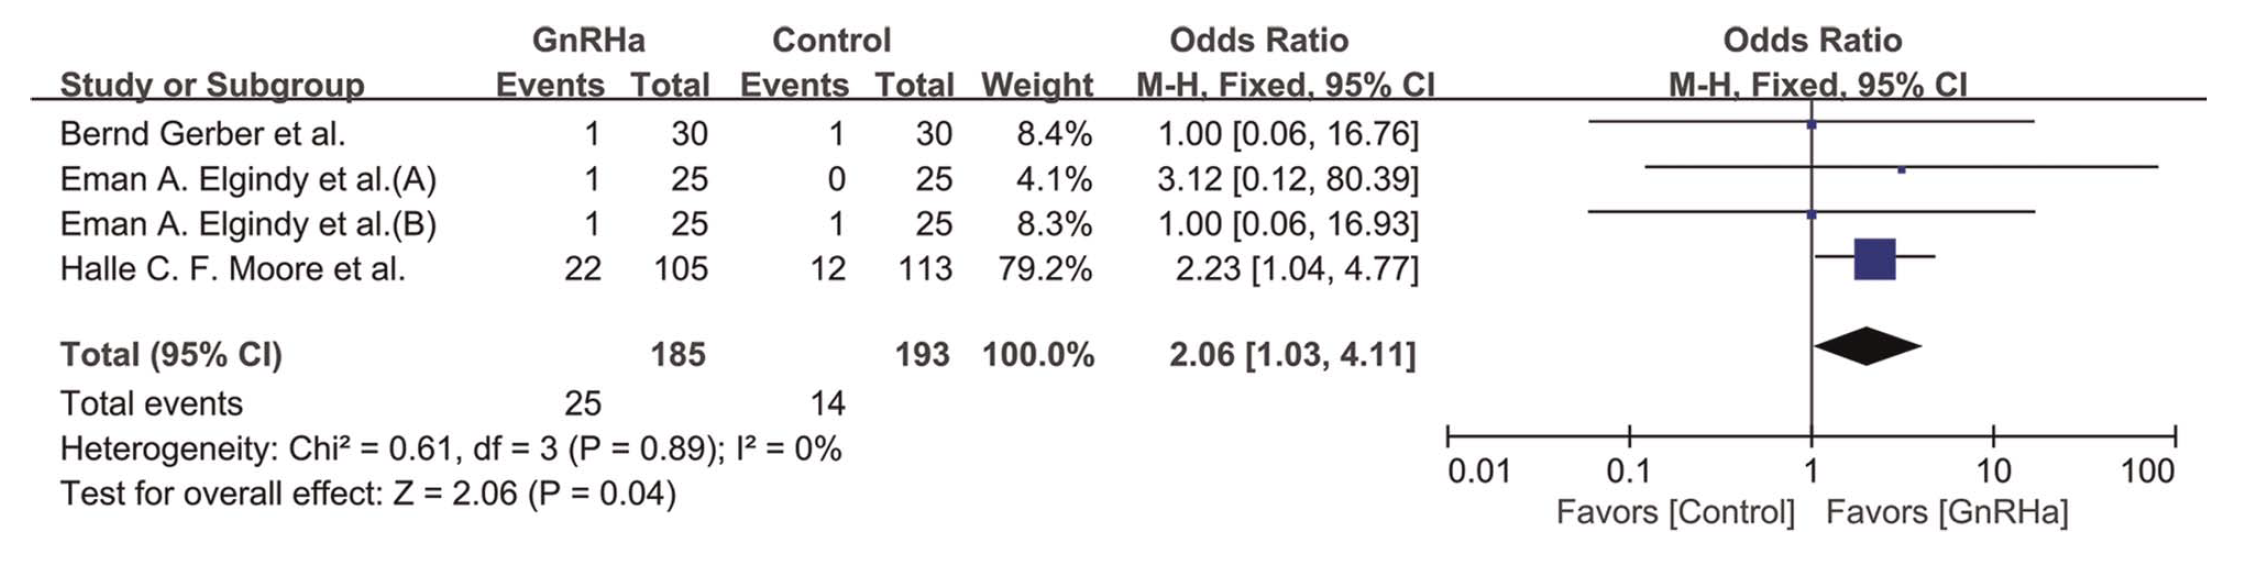 GnRHa Control Odds Ratio Odds Ratio
Study or Subgroup Events Total Events Total Weight M-H, Fixed, 95% CI M-H, Fixed, 95% CI
Bernd Gerber et al. 1 30 1 30 8.4% 1.00 [0.06, 16.76]
Eman A. Elgindy et al.(A) 1 25 0 25 4.1% 3.12 [0.12, 80.39]
Eman A. Elgindy et al.(B) 1 25 1 25 8.3% 1.00 [0.06, 16.93]
Halle C. F. Moore et al. 22 105 12 113 79.2% 2.23 [1.04, 4.77]
Total (95% CI) 185 193 100.0% 2.06 [1.03, 4.11]
Total events 25 14
Heterogeneity: Chi² = 0.61, df = 3 (P = 0.89); I² = 0%
Test for overall effect: Z = 2.06 (P = 0.04)
0.01 0.1 1 10 100
Favors [Control] Favors [GnRHa]